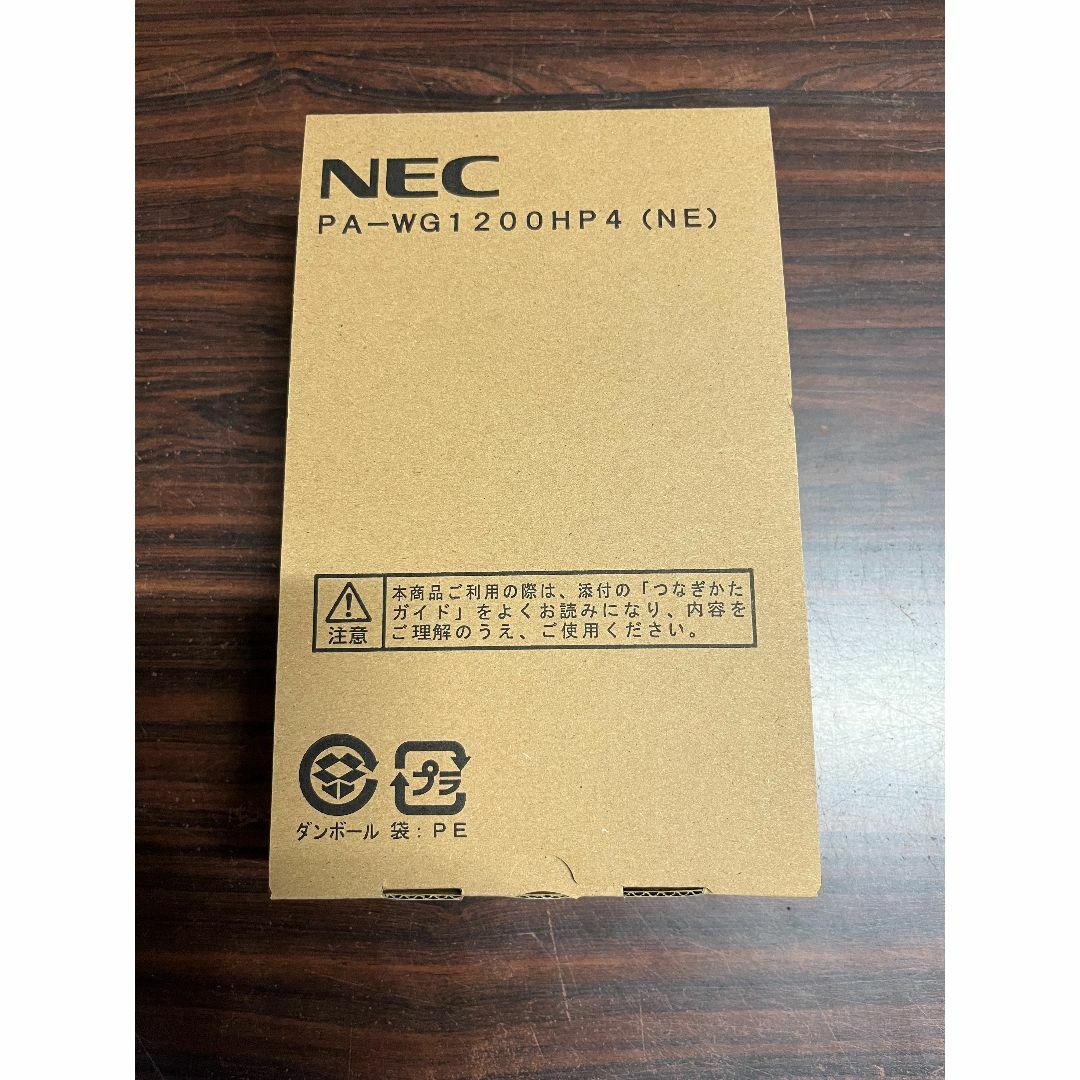 NEC
PA-WG1200HP4 (NE)
本商品ご利用の際は、添付の「つなぎかた
ガイド」をよくお読みになり、内容を
ご理解のうえ、ご使用ください。
注意
プラ
ダンボール 袋:PE